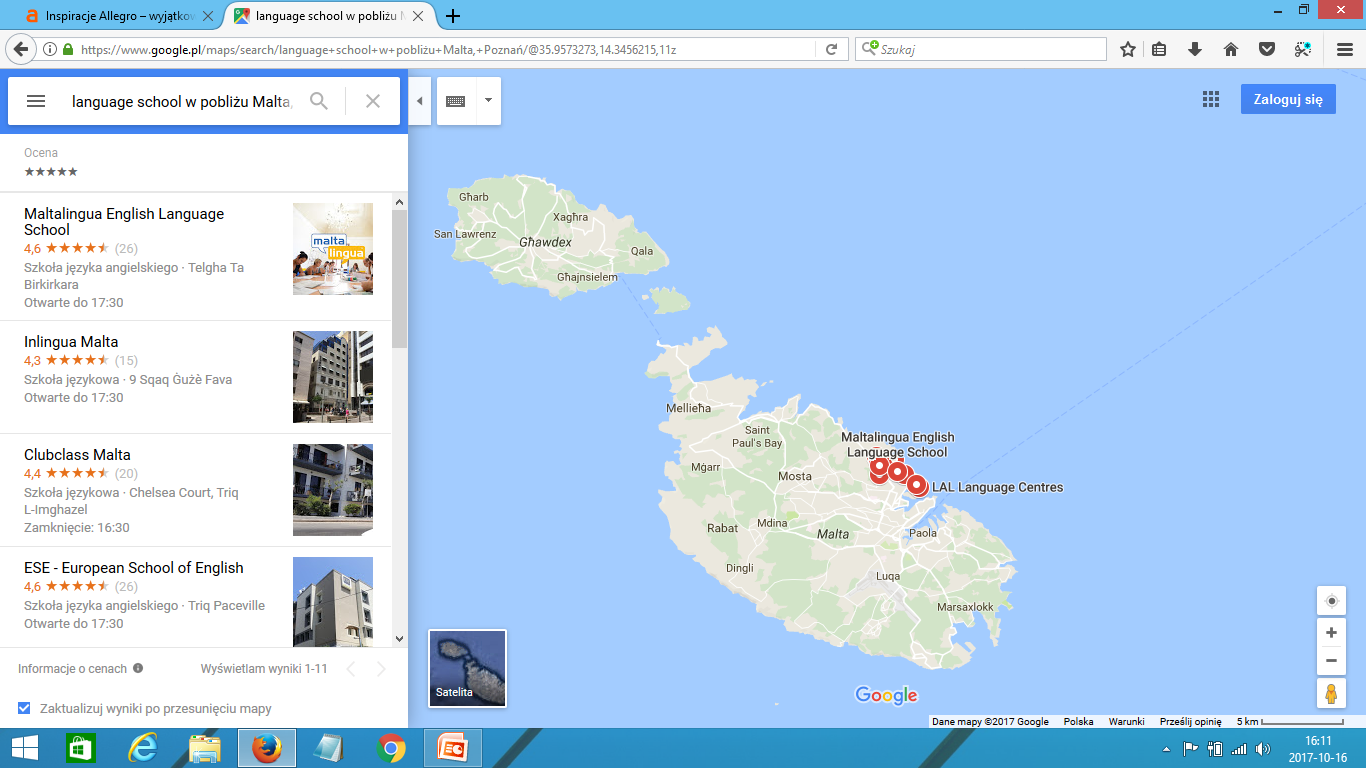 Inspiracje Allegro – wyjątkow
language school w pobliżu M
https://www.google.pl/maps/search/language+school+w+pobliżu+Malta,+Poznań/@35.9573273,14.3456215,11z
Szukaj
language school w pobliżu Malta,
Zaloguj się
Ocena
Maltalingua English Language
School
4,6 (26)
Szkoła języka angielskiego · Telgha Ta
Birkirkara
Otwarte do 17:30
malta
lingua
Inlingua Malta
4,3 (15)
Szkoła językowa · 9 Sqaq Ġużè Fava
Otwarte do 17:30
Clubclass Malta
4,4 (20)
Szkoła językowa · Chelsea Court, Triq
L-Imghazel
Zamknięcie: 16:30
ESE - European School of English
4,6 (26)
Szkoła języka angielskiego · Triq Paceville
Otwarte do 17:30
Informacje o cenach
Wyświetlam wyniki 1-11
Zaktualizuj wyniki po przesunięciu mapy
Għarb
Xagħra
San Lawrenz
Għawdex
Qala
Għajnsielem
Mellieħa
Saint
Paul's Bay
Maltalingua English
Language School
Mġarr
Mosta
LAL Language Centres
Rabat
Mdina
Malta
Paola
Dingli
Luqa
Marsaxlokk
Satelita
Google
Dane mapy ©2017 Google Polska Warunki Prześlij opinię 5 km
16:11
2017-10-16